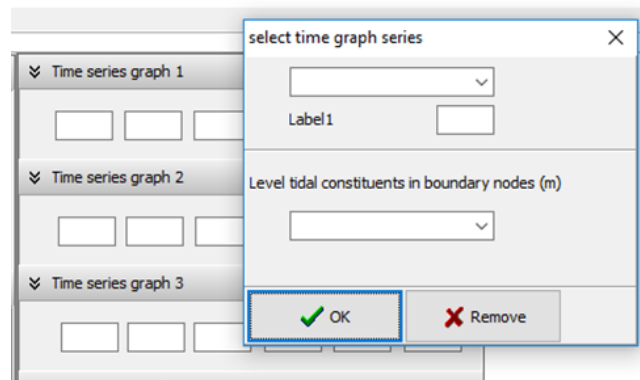 select time graph series
Time series graph 1
Label1
Time series graph 2
Level tidal constituents in boundary nodes (m)
Time series graph 3
OK
Remove